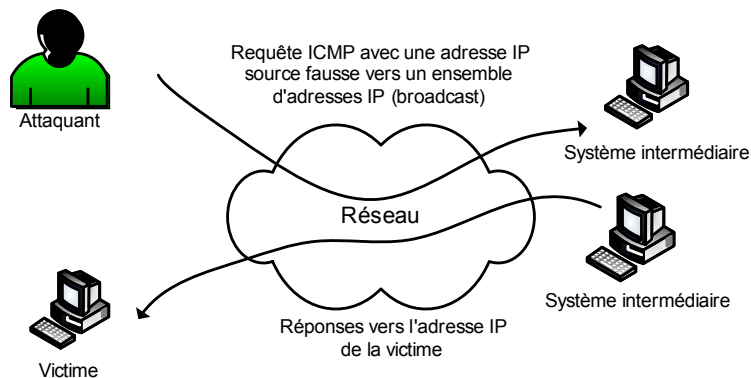 Requête ICMP avec une adresse IP
source fausse vers un ensemble
d'adresses IP (broadcast)
Attaquant
Système intermédiaire
Réseau
Système intermédiaire
Réponses vers l'adresse IP
de la victime
Victime